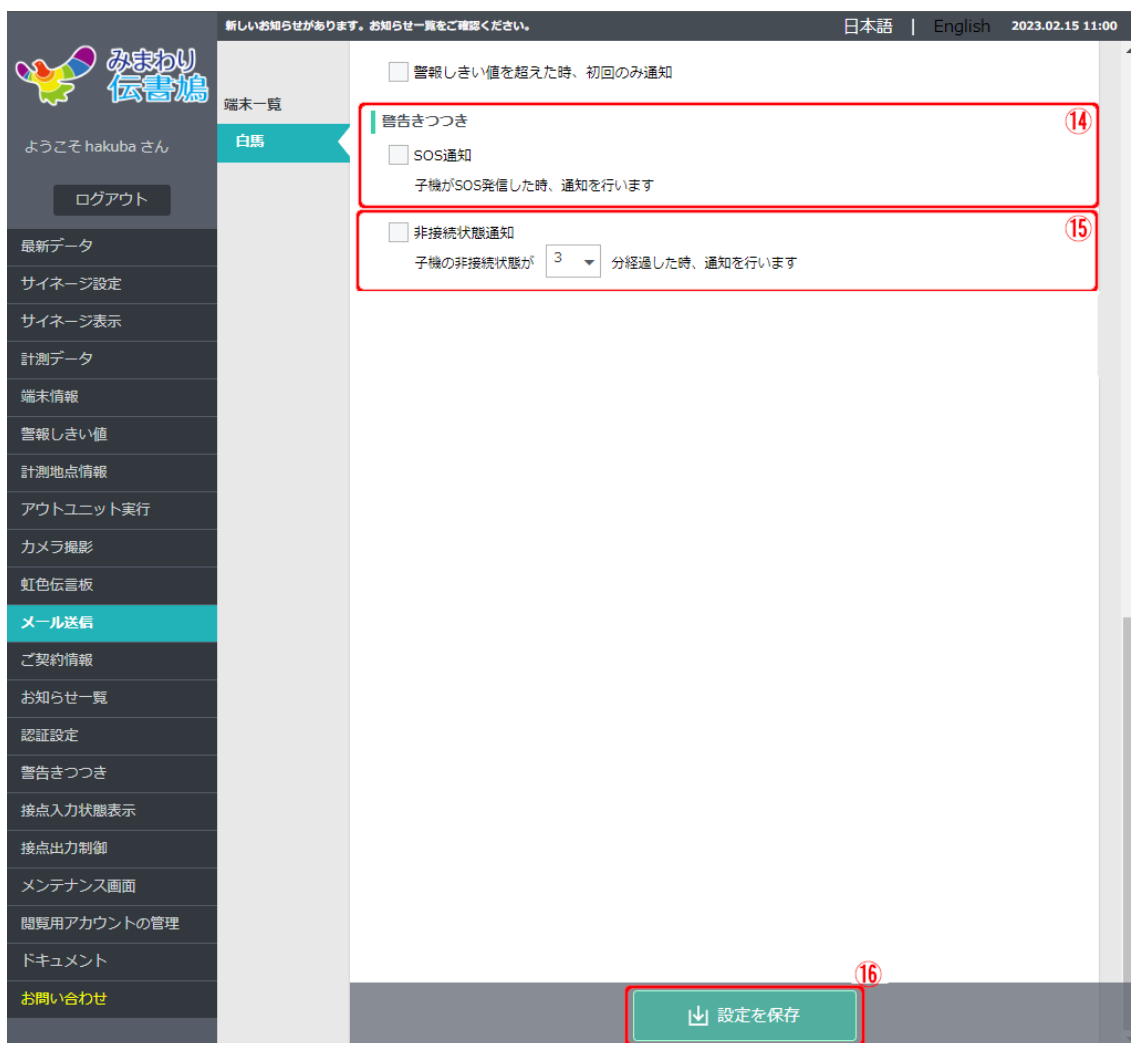 新しいお知らせがあります。お知らせ一覧をご確認ください。
日本語 | English 2023.02.15 11:00
みまわり
伝書鳩
ようこそ hakuba さん
ログアウト
最新データ
サイネージ設定
サイネージ表示
計測データ
端末情報
警報しきい値
計測地点情報
アウトユニット実行
カメラ撮影
虹色伝言板
メール送信
ご契約情報
お知らせ一覧
認証設定
警告きつつき
接点入力状態表示
接点出力制御
メンテナンス画面
閲覧用アカウントの管理
ドキュメント
お問い合わせ
端末一覧
白馬
警報しきい値を超えた時、初回のみ通知
警告きつつき ⑭
SOS通知
子機がSOS発信した時、通知を行います
非接続状態通知 ⑮
子機の非接続状態が 3 分経過した時、通知を行います
⑯
設定を保存